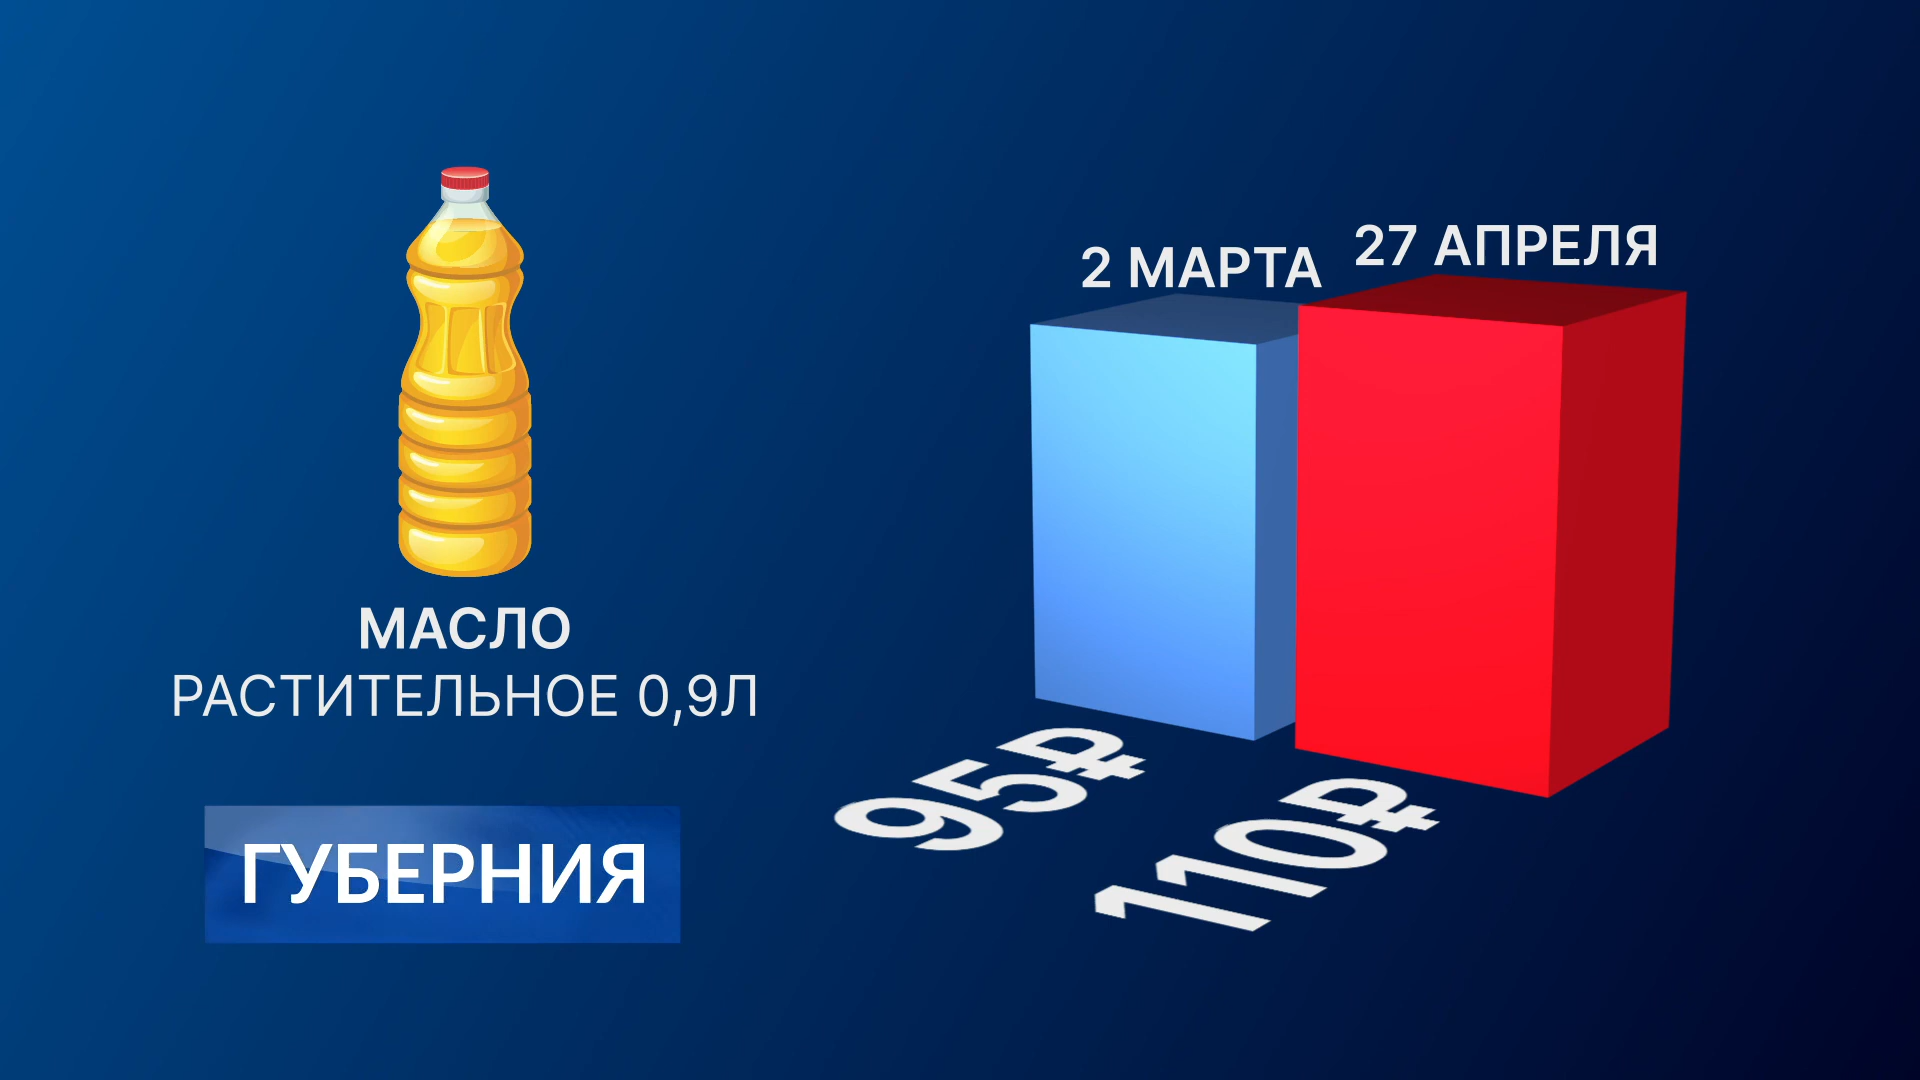 МАСЛО
РАСТИТЕЛЬНОЕ 0,9Л
ГУБЕРНИЯ
2 МАРТА
27 АПРЕЛЯ
95₽
110₽